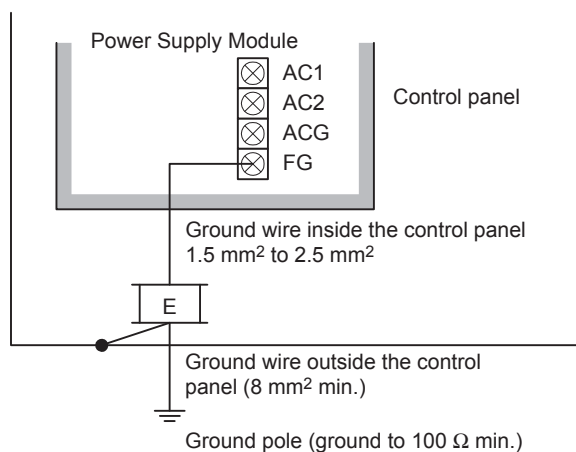 Power Supply Module
AC1
AC2
ACG
FG
Control panel
Ground wire inside the control panel
1.5 mm² to 2.5 mm²
E
Ground wire outside the control
panel (8 mm² min.)
Ground pole (ground to 100 Ω min.)